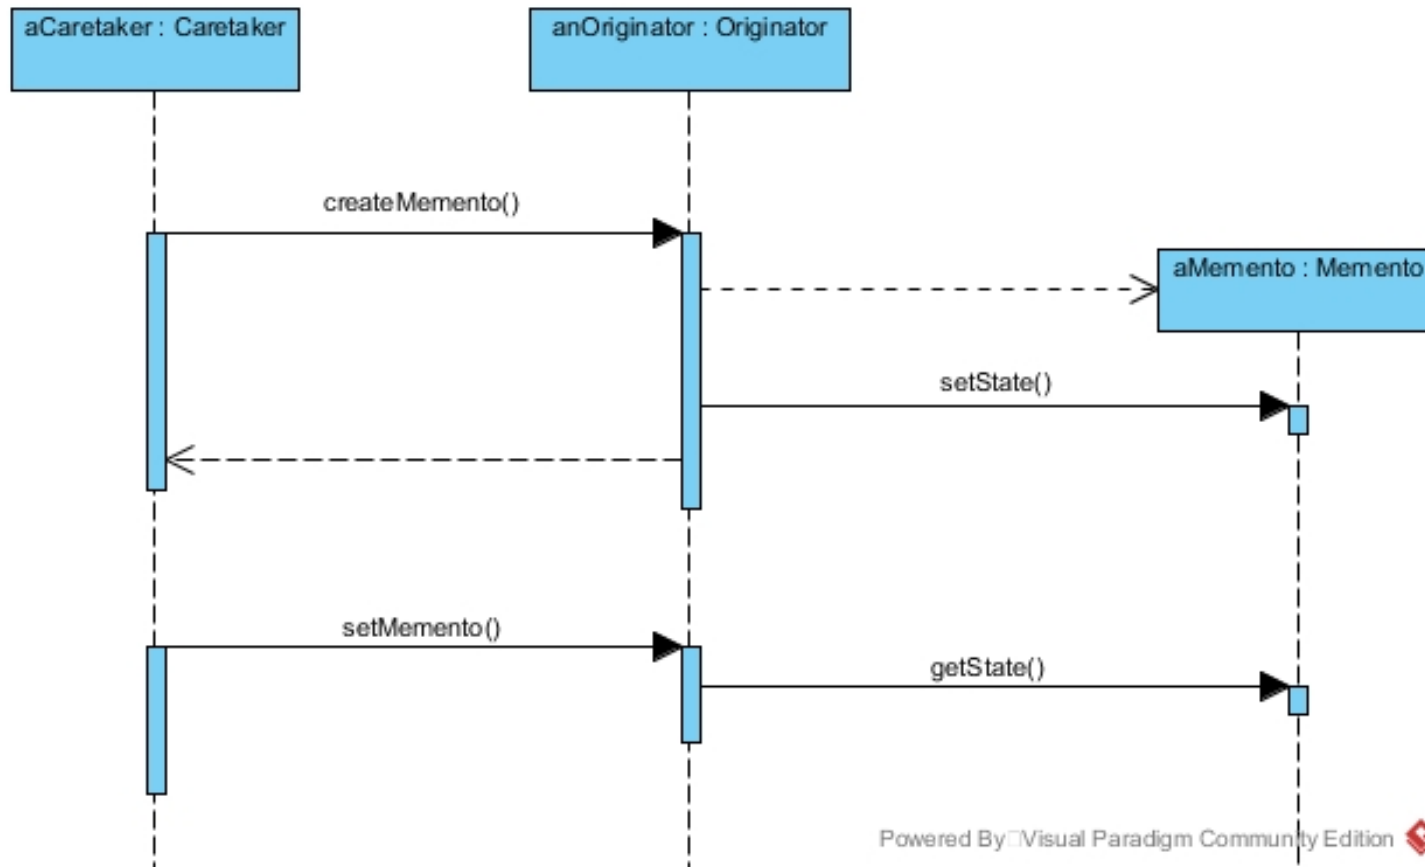 aCaretaker : Caretaker
anOriginator : Originator
createMemento()
aMemento : Memento
setState()
setMemento()
getState()
Powered By Visual Paradigm Community Edition